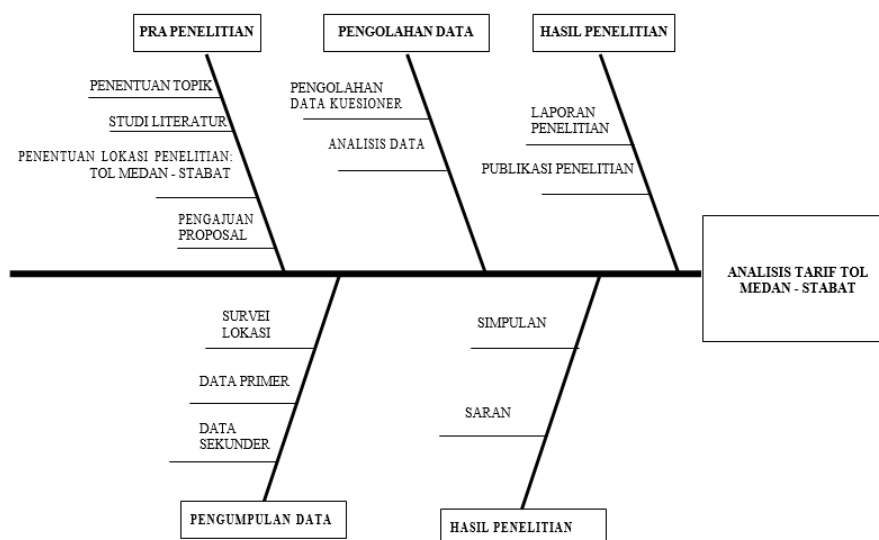 PRA PENELITIAN
PENGOLAHAN DATA
HASIL PENELITIAN
PENENTUAN TOPIK
STUDI LITERATUR
PENENTUAN LOKASI PENELITIAN:
TOL MEDAN - STABAT
PENGAJUAN
PROPOSAL
PENGOLAHAN
DATA KUESIONER
ANALISIS DATA
LAPORAN
PENELITIAN
PUBLIKASI PENELITIAN
ANALISIS TARIF TOL
MEDAN - STABAT
SURVEI
LOKASI
DATA PRIMER
DATA
SEKUNDER
SIMPULAN
SARAN
PENGUMPULAN DATA
HASIL PENELITIAN